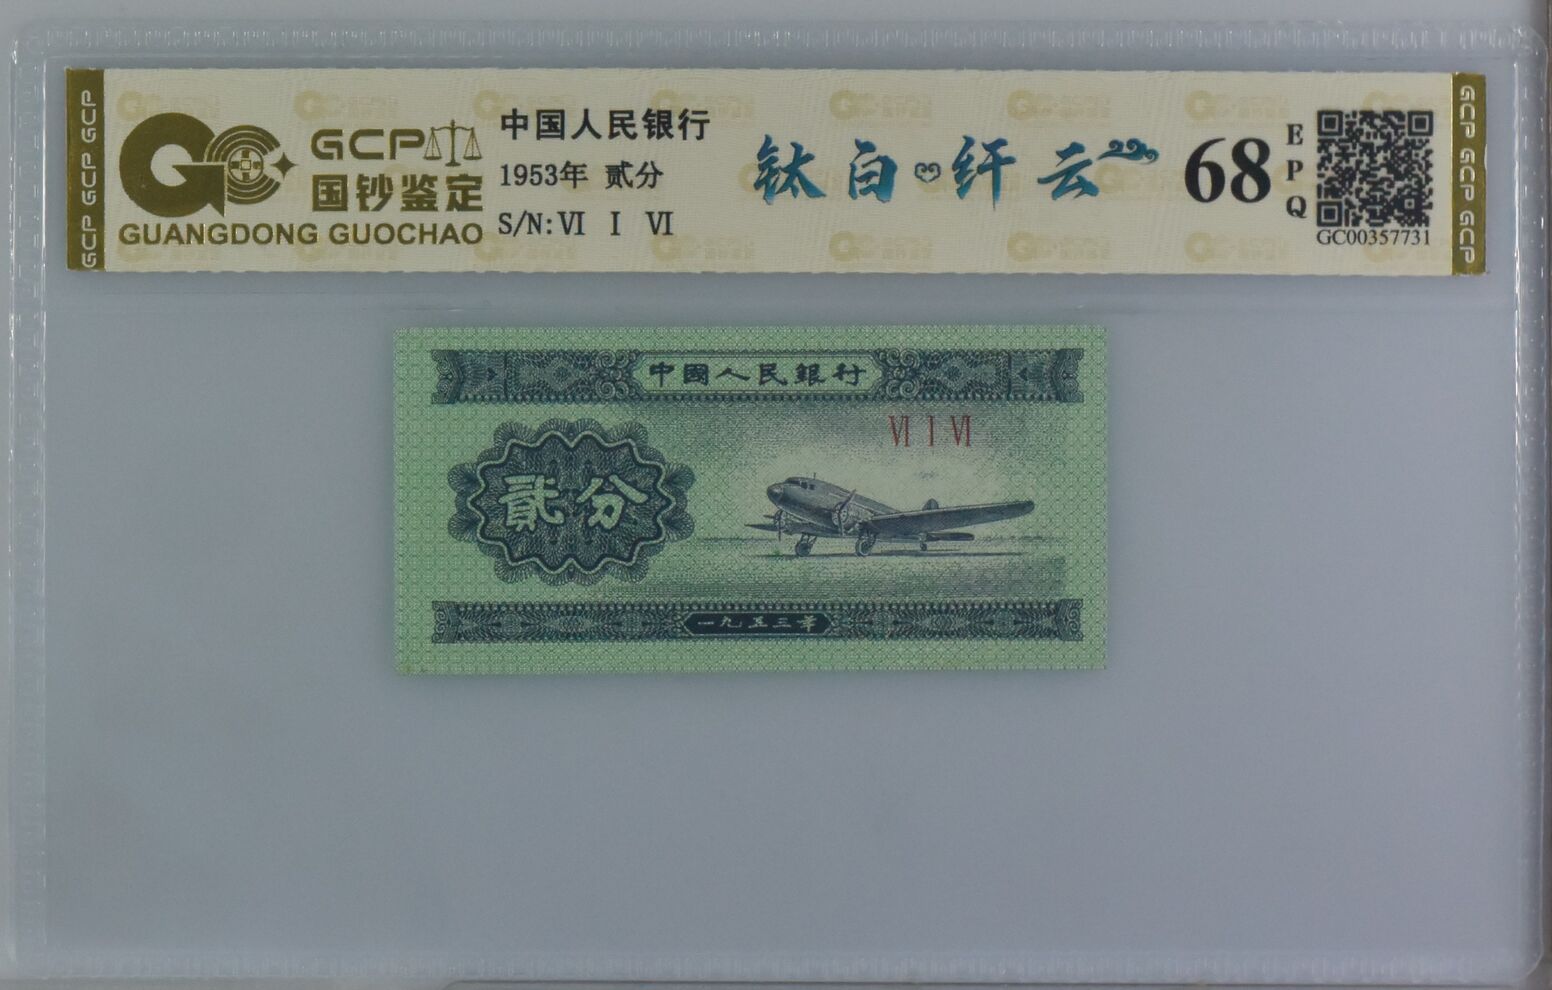 GCP GCP GCP
GCP
国钞鉴定
GUANGDONG GUOCHAO
中国人民银行
1953年 贰分
S/N: Ⅵ Ⅰ Ⅵ
钛白 纤云
68
EPQ
GC00357731
GCP GCP GCP
中國人民銀行
Ⅵ Ⅰ Ⅵ
貳分
一九五三年